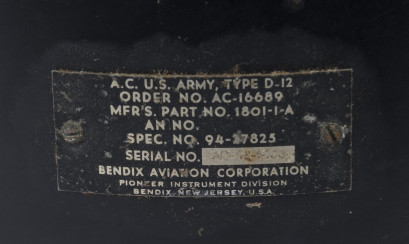 A.C. U.S. ARMY, TYPE D-12
ORDER NO. AC-16689
MFR'S. PART NO. 1801-1-A
AN NO.
SPEC. NO. 94-27825
SERIAL NO.
BENDIX AVIATION CORPORATION
PIONEER INSTRUMENT DIVISION
BENDIX, NEW JERSEY, U.S.A.